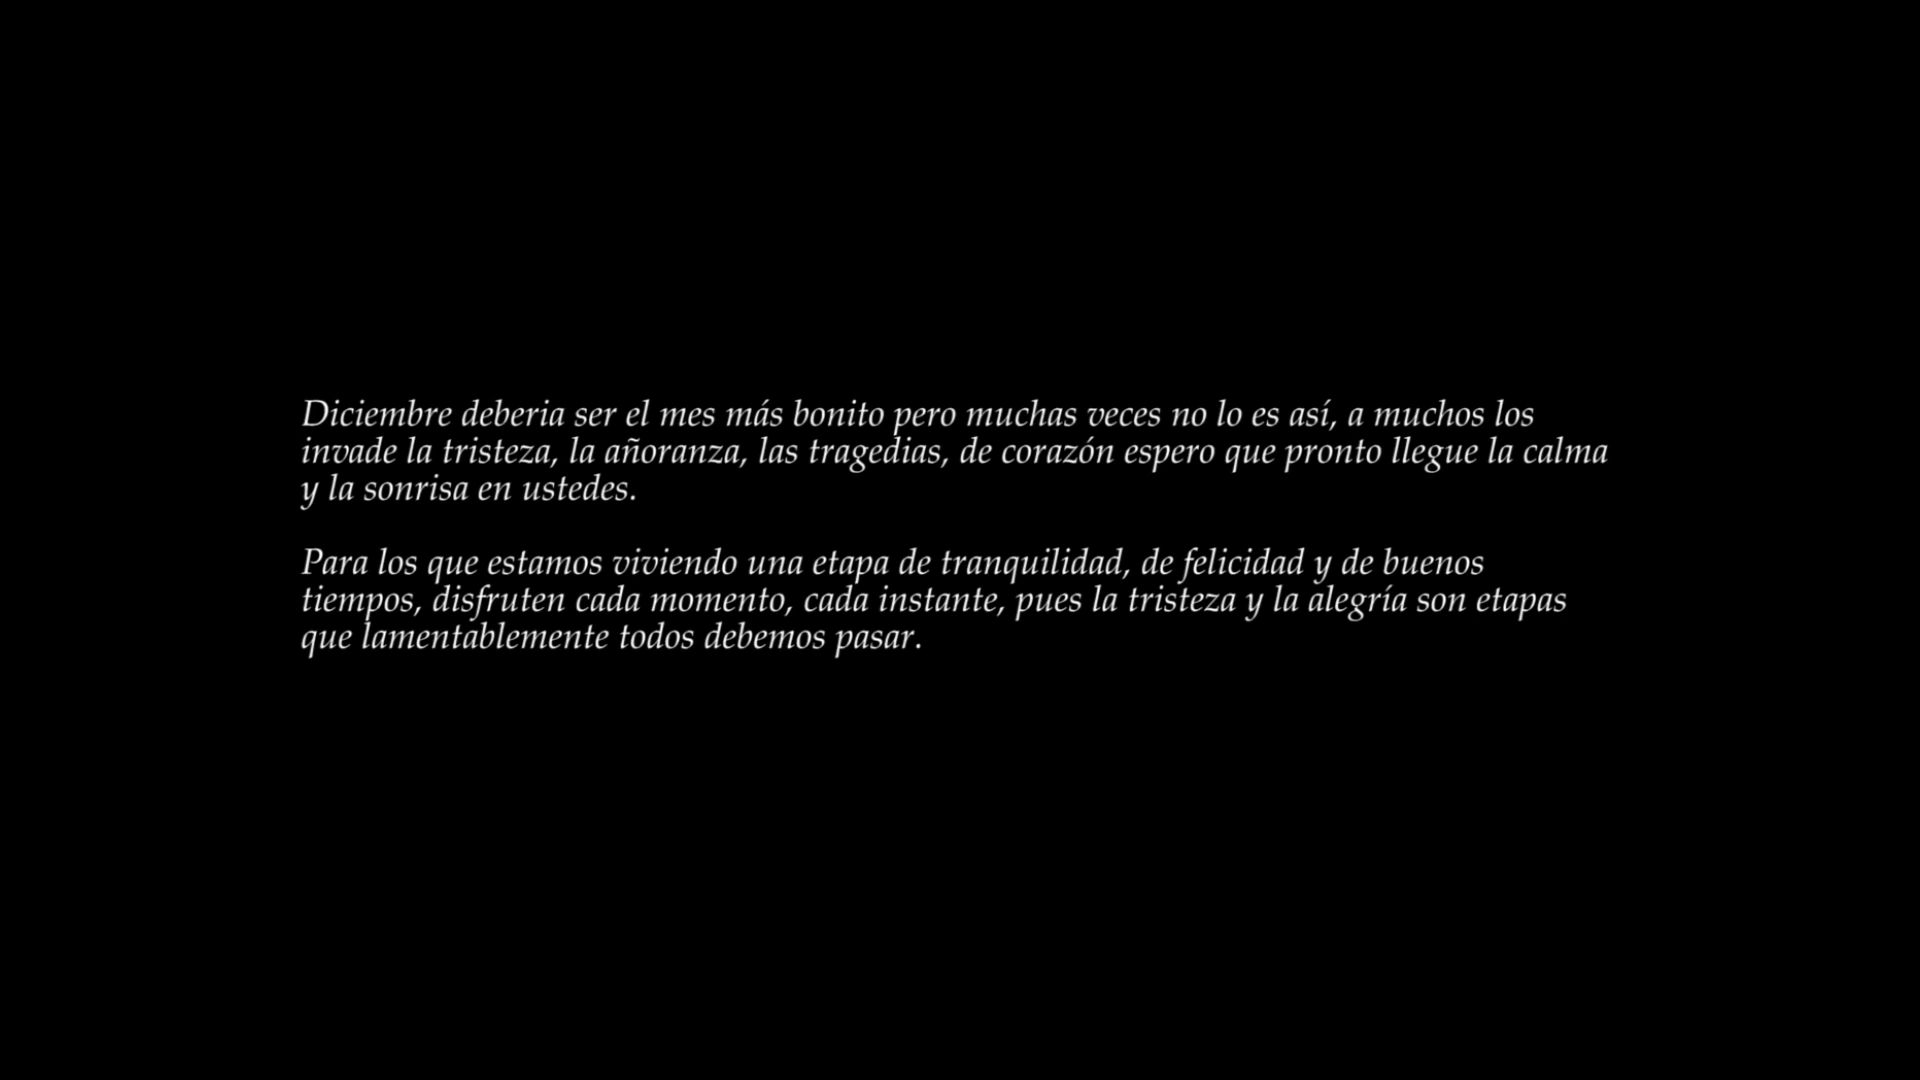 Diciembre deberia ser el mes más bonito pero muchas veces no lo es así, a muchos los
invade la tristeza, la añoranza, las tragedias, de corazón espero que pronto llegue la calma
y la sonrisa en ustedes.
Para los que estamos viviendo una etapa de tranquilidad, de felicidad y de buenos
tiempos, disfruten cada momento, cada instante, pues la tristeza y la alegría son etapas
que lamentablemente todos debemos pasar.